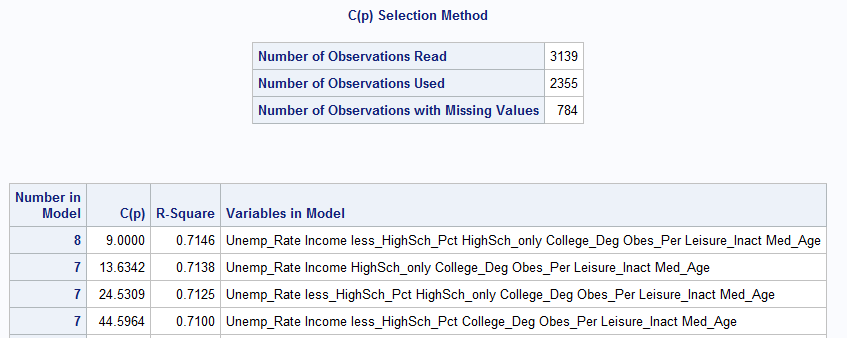 C(p) Selection Method
Number of Observations Read 3139
Number of Observations Used 2355
Number of Observations with Missing Values 784
Number in
Model C(p) R-Square Variables in Model
8 9.0000 0.7146 Unemp_Rate Income less_HighSch_Pct HighSch_only College_Deg Obes_Per Leisure_Inact Med_Age
7 13.6342 0.7138 Unemp_Rate Income HighSch_only College_Deg Obes_Per Leisure_Inact Med_Age
7 24.5309 0.7125 Unemp_Rate less_HighSch_Pct HighSch_only College_Deg Obes_Per Leisure_Inact Med_Age
7 44.5964 0.7100 Unemp_Rate Income less_HighSch_Pct College_Deg Obes_Per Leisure_Inact Med_Age